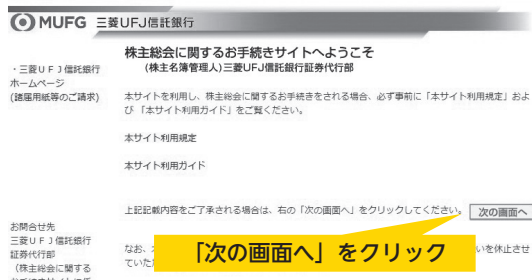 MUFG 三菱UFJ信託銀行
株主総会に関するお手続きサイトへようこそ
(株主名簿管理人)三菱UFJ信託銀行証券代行部
・三菱UFJ信託銀行
ホームページ
(諸届用紙等のご請求)
本サイトを利用し、株主総会に関するお手続きをされる場合、必ず事前に「本サイト利用規定」およ
び 「本サイト利用ガイド」をご覧ください。
本サイト利用規定
本サイト利用ガイド
上記記載内容をご了承される場合は、右の「次の画面へ」をクリックしてください。 次の画面へ
お問合せ先
三菱UFJ信託銀行
証券代行部
(株主総会に関する
なお、
いを休止させ
ていた
「次の画面へ」をクリック